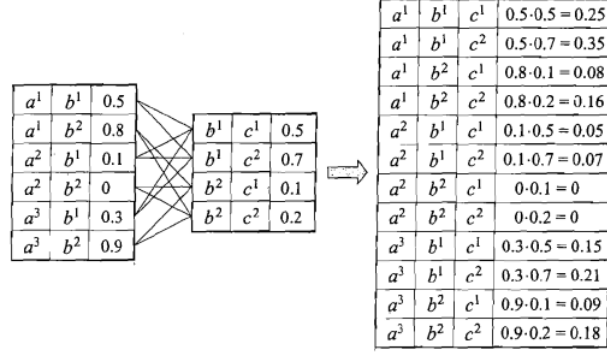 a¹ b¹ 0.5
a¹ b² 0.8
a² b¹ 0.1
a² b² 0
a³ b¹ 0.3
a³ b² 0.9
b¹ c¹ 0.5
b¹ c² 0.7
b² c¹ 0.1
b² c² 0.2
a¹ b¹ c¹ 0.5·0.5 = 0.25
a¹ b¹ c² 0.5·0.7 = 0.35
a¹ b² c¹ 0.8·0.1 = 0.08
a¹ b² c² 0.8·0.2 = 0.16
a² b¹ c¹ 0.1·0.5 = 0.05
a² b¹ c² 0.1·0.7 = 0.07
a² b² c¹ 0·0.1 = 0
a² b² c² 0·0.2 = 0
a³ b¹ c¹ 0.3·0.5 = 0.15
a³ b¹ c² 0.3·0.7 = 0.21
a³ b² c¹ 0.9·0.1 = 0.09
a³ b² c² 0.9·0.2 = 0.18